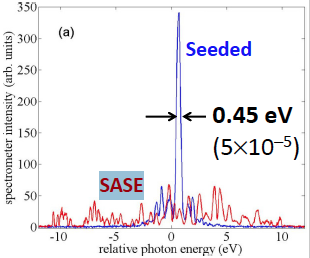 350
300
250
200
150
100
50
0
spectrometer intensity (arb. units)
(a)
Seeded
0.45 eV
(5×10⁻⁵)
SASE
-10 -5 0 5 10
relative photon energy (eV